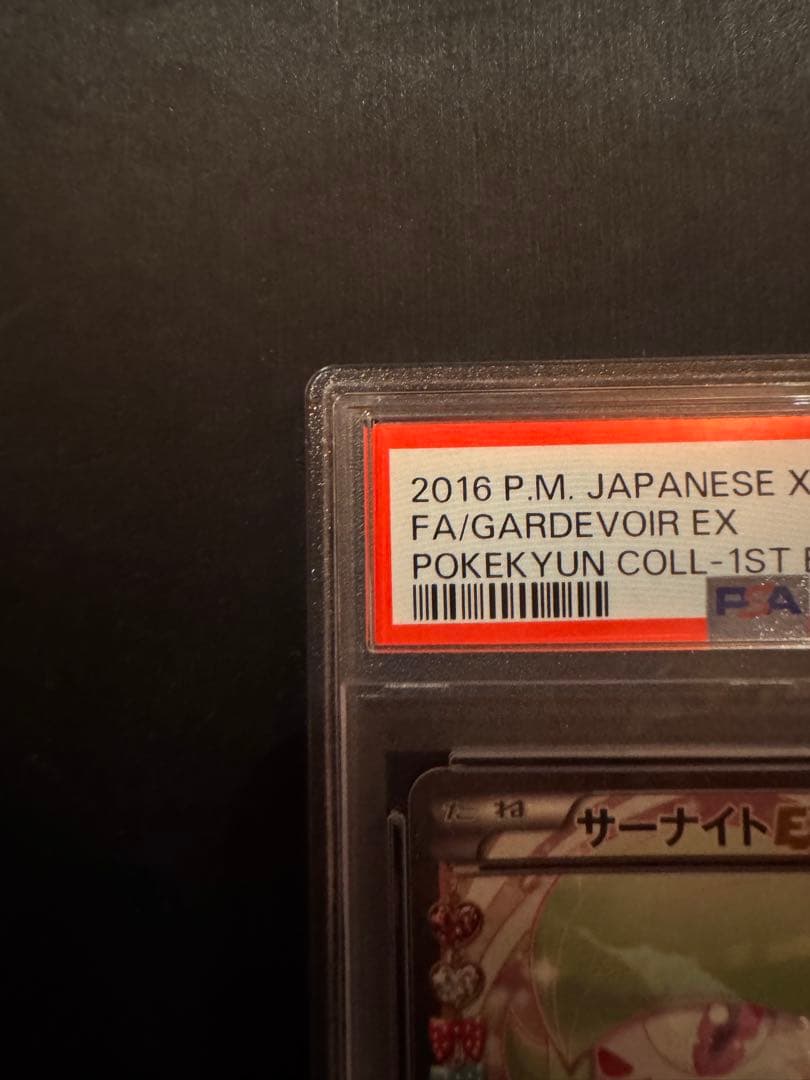 2016 P.M. JAPANESE X
FA/GARDEVOIR EX
POKEKYUN COLL-1ST E
PSA
たね
サーナイトE